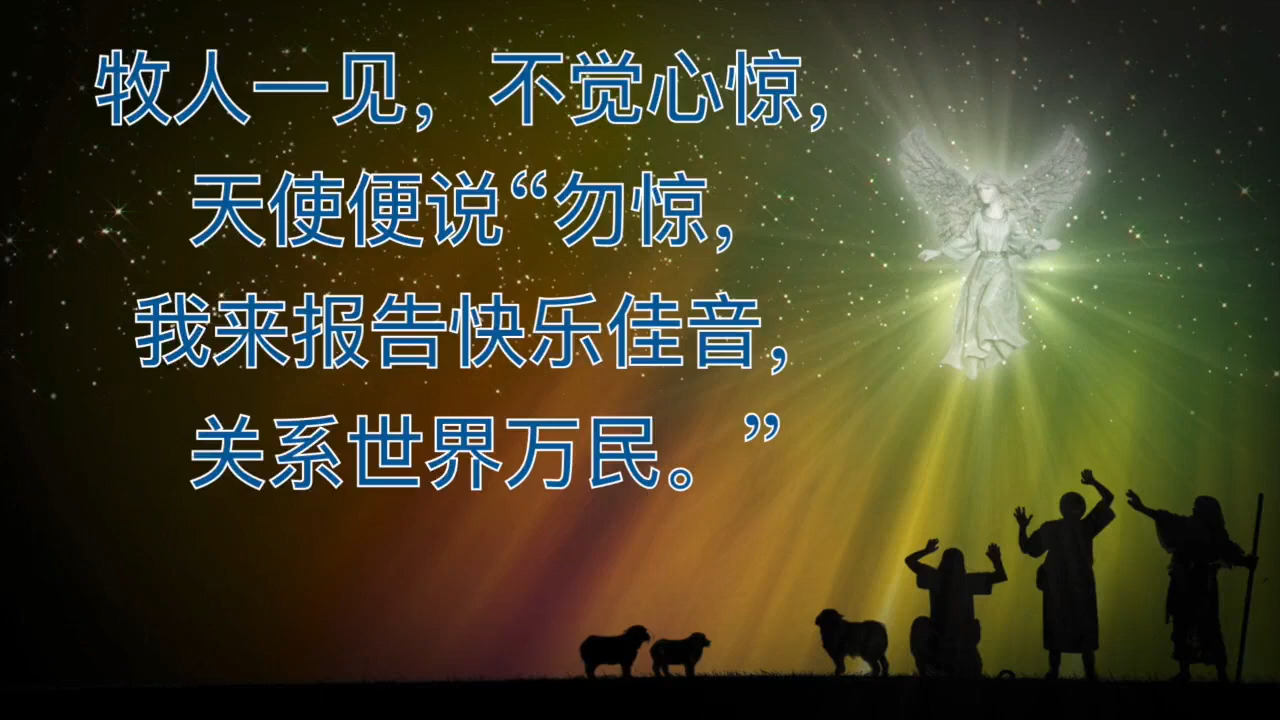 牧人一见，不觉心惊，
天使便说“勿惊，
我来报告快乐佳音，
关系世界万民。”